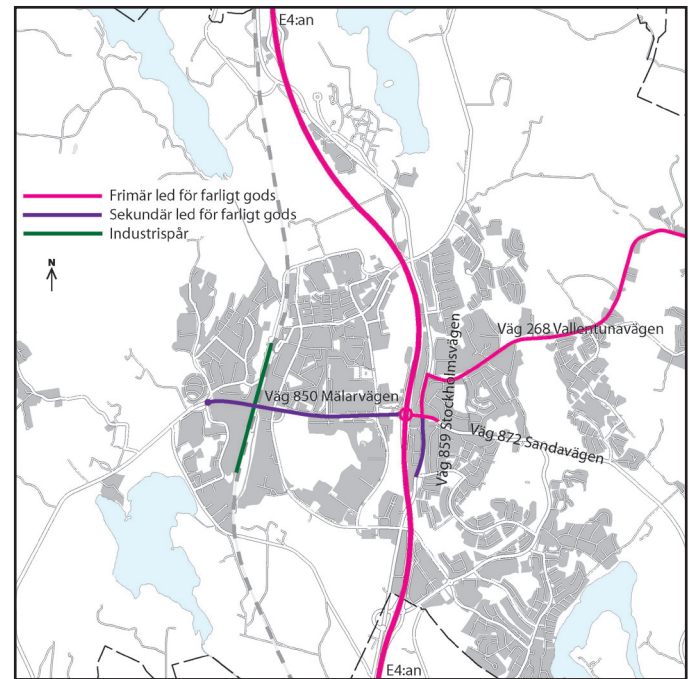 E4:an
Frimär led för farligt gods
Sekundär led för farligt gods
Industrispår
N
Väg 268 Vallentunavägen
Väg 859 Stockholmsvägen
Väg 850 Mälarvägen
Väg 872 Sandavägen
E4:an